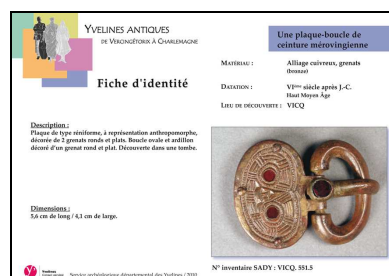 YVELINES ANTIQUES
DE VERCINGÉTORIX À CHARLEMAGNE
Fiche d'identité
Description :
Plaque de type réniforme, à représentation anthropomorphe,
décorée de 2 grenats ronds et plats. Boucle ovale et ardillon
décoré d'un grenat rond et plat. Découverte dans une tombe.
Dimensions :
5,6 cm de long / 4,1 cm de large.
Yvelines
Service archéologique départemental des Yvelines / 2010
Une plaque-boucle de
ceinture mérovingienne
MATÉRIAU : Alliage cuivreux, grenats
(bronze)
DATATION : VIème siècle après J.-C.
Haut Moyen Âge
LIEU DE DÉCOUVERTE : VICQ
N° inventaire SADY : VICQ. 551.5